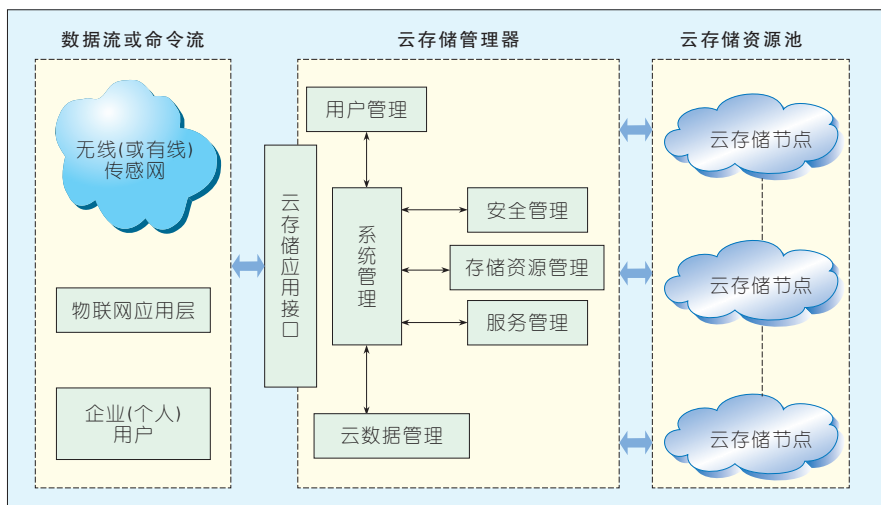 数据流或命令流
云存储管理器
云存储资源池
无线(或有线)
传感网
物联网应用层
企业(个人)
用户
云存储应用接口
用户管理
系统管理
安全管理
存储资源管理
服务管理
云数据管理
云存储节点
云存储节点
云存储节点